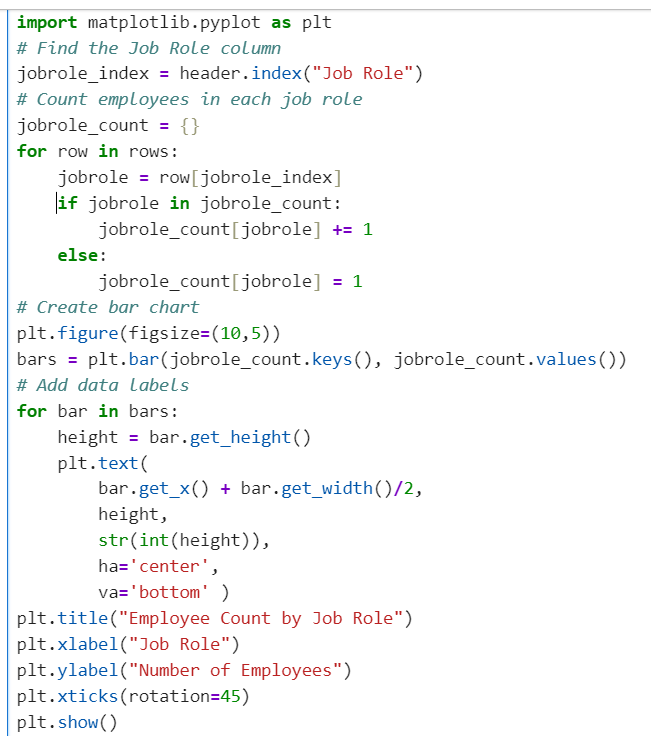 import matplotlib.pyplot as plt
# Find the Job Role column
jobrole_index = header.index("Job Role")
# Count employees in each job role
jobrole_count = {}
for row in rows:
    jobrole = row[jobrole_index]
    if jobrole in jobrole_count:
        jobrole_count[jobrole] += 1
    else:
        jobrole_count[jobrole] = 1
# Create bar chart
plt.figure(figsize=(10,5))
bars = plt.bar(jobrole_count.keys(), jobrole_count.values())
# Add data labels
for bar in bars:
    height = bar.get_height()
    plt.text(
        bar.get_x() + bar.get_width()/2,
        height,
        str(int(height)),
        ha='center',
        va='bottom' )
plt.title("Employee Count by Job Role")
plt.xlabel("Job Role")
plt.ylabel("Number of Employees")
plt.xticks(rotation=45)
plt.show()